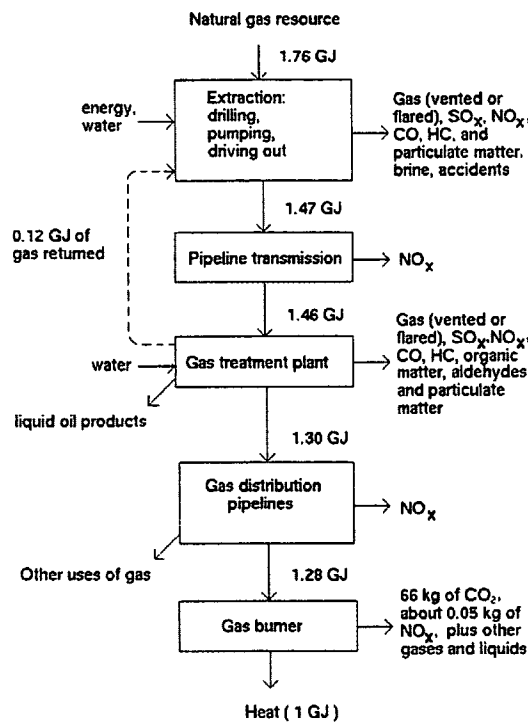 Natural gas resource
1.76 GJ
energy,
water
Extraction:
drilling,
pumping,
driving out
Gas (vented or
flared), SOx, NOx,
CO, HC, and
particulate matter,
brine, accidents
1.47 GJ
0.12 GJ of
gas returned
Pipeline transmission
NOx
1.46 GJ
water
Gas treatment plant
Gas (vented or
flared), SOx,NOx,
CO, HC, organic
matter, aldehydes
and particulate
matter
liquid oil products
1.30 GJ
Gas distribution
pipelines
NOx
Other uses of gas
1.28 GJ
Gas burner
66 kg of CO2,
about 0.05 kg of
NOx, plus other
gases and liquids
Heat ( 1 GJ )